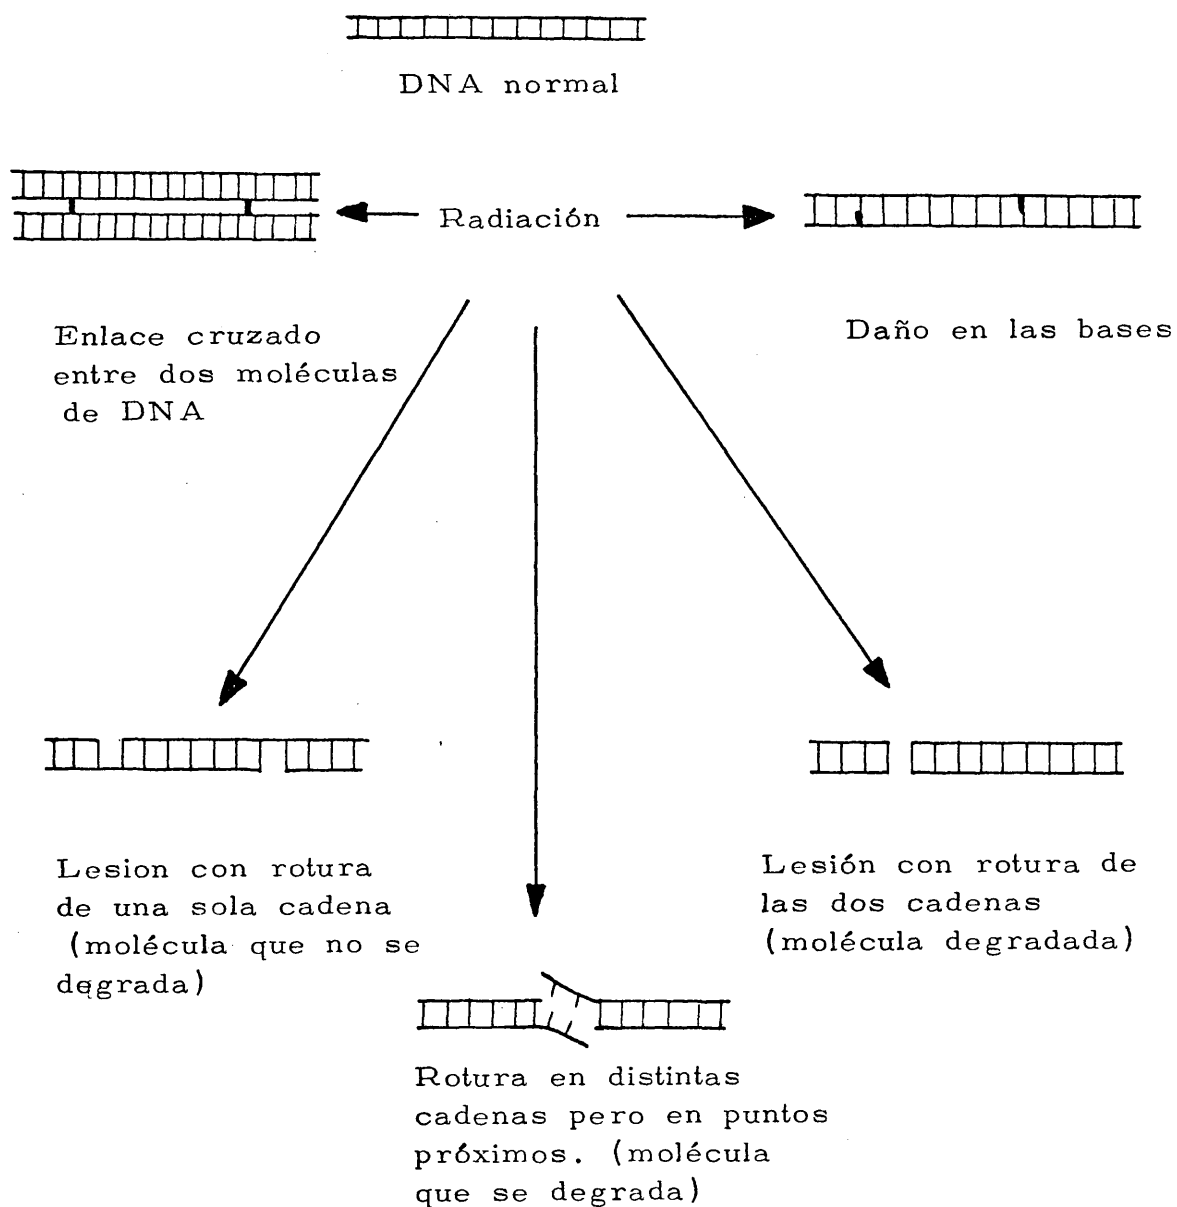 DNA normal
Radiación
Enlace cruzado
entre dos moléculas
de DNA
Daño en las bases
Lesion con rotura
de una sola cadena
(molécula que no se
degrada)
Lesión con rotura de
las dos cadenas
(molécula degradada)
Rotura en distintas
cadenas pero en puntos
próximos. (molécula
que se degrada)